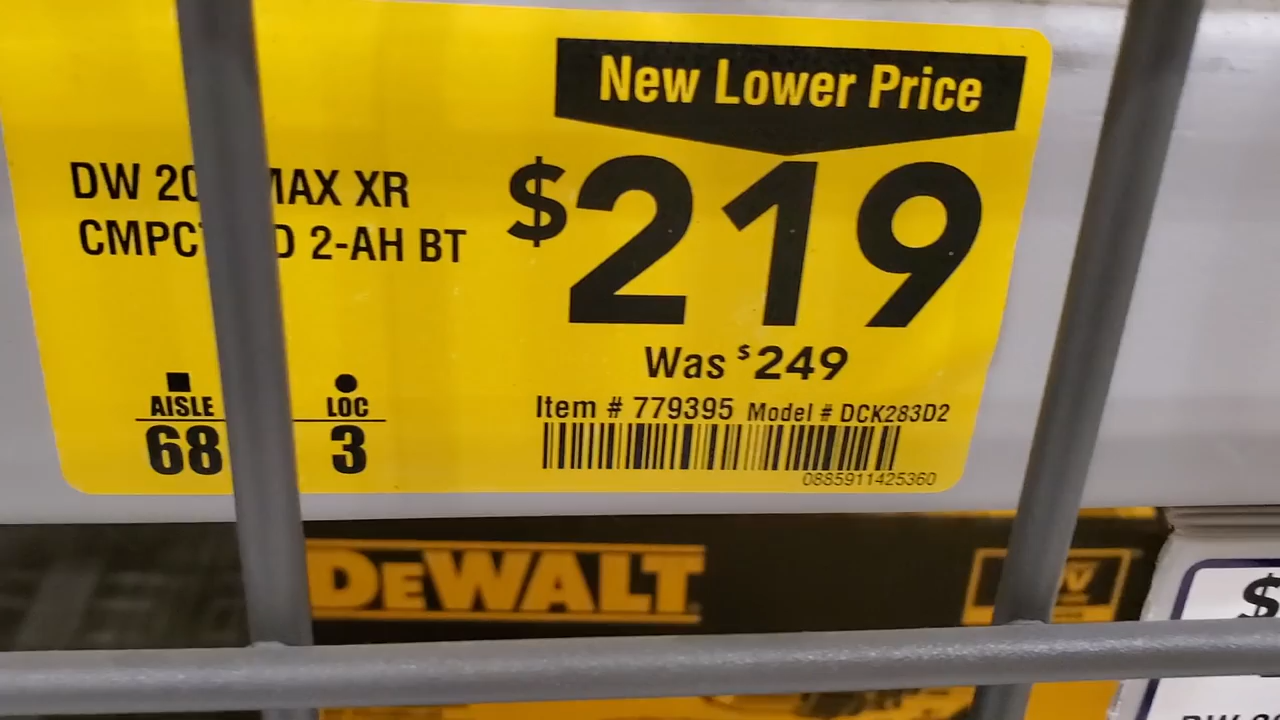 New Lower Price
DW 20 MAX XR
CMPC D 2-AH BT
$219
Was $249
Item # 779395 Model # DCK283D2
0885911425360
AISLE LOC
68 3
DEWALT
$